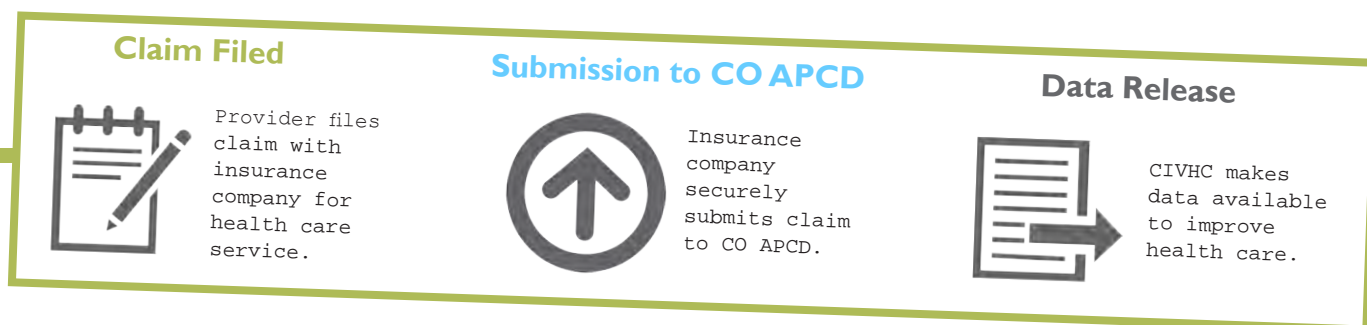 Claim Filed
Provider files
claim with
insurance
company for
health care
service.
Submission to CO APCD
Insurance
company
securely
submits claim
to CO APCD.
Data Release
CIVHC makes
data available
to improve
health care.